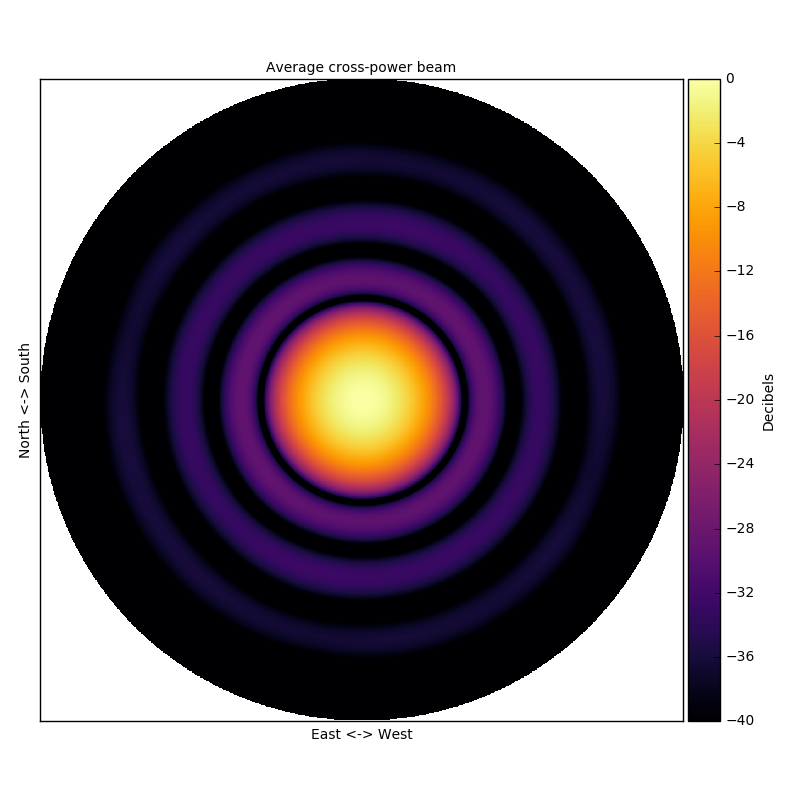 Average cross-power beam
North <-> South
East <-> West
0
−4
−8
−12
−16
−20
−24
−28
−32
−36
−40
Decibels